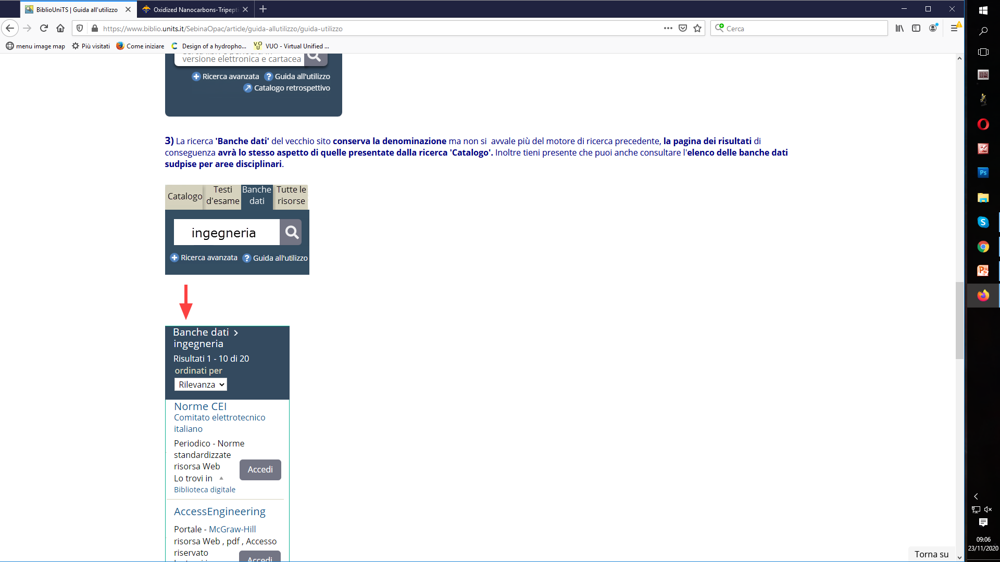 BiblioUniTS | Guida all'utilizzo
Oxidized Nanocarbons-Tripepti
https://www.biblio.units.it/SebinaOpac/article/guida-allutilizzo/guida-utilizzo
Cerca
menu image map
Più visitati
Come iniziare
Design of a hydropho...
VUO - Virtual Unified ...
versione elettronica e cartacea
Ricerca avanzata
Guida all'utilizzo
Catalogo retrospettivo
3) La ricerca 'Banche dati' del vecchio sito conserva la denominazione ma non si avvale più del motore di ricerca precedente, la pagina dei risultati di
conseguenza avrà lo stesso aspetto di quelle presentate dalla ricerca 'Catalogo'. Inoltre tieni presente che puoi anche consultare l'elenco delle banche dati
sudpise per aree disciplinari.
Catalogo
Testi
d'esame
Banche
dati
Tutte le
risorse
ingegneria
Ricerca avanzata
Guida all'utilizzo
Banche dati >
ingegneria
Risultati 1 - 10 di 20
ordinati per
Rilevanza
Norme CEI
Comitato elettrotecnico
italiano
Periodico - Norme
standardizzate
risorsa Web
Lo trovi in
Biblioteca digitale
Accedi
AccessEngineering
Portale - McGraw-Hill
risorsa Web , pdf , Accesso
riservato
Accedi
Torna su
Ps
09:06
23/11/2020